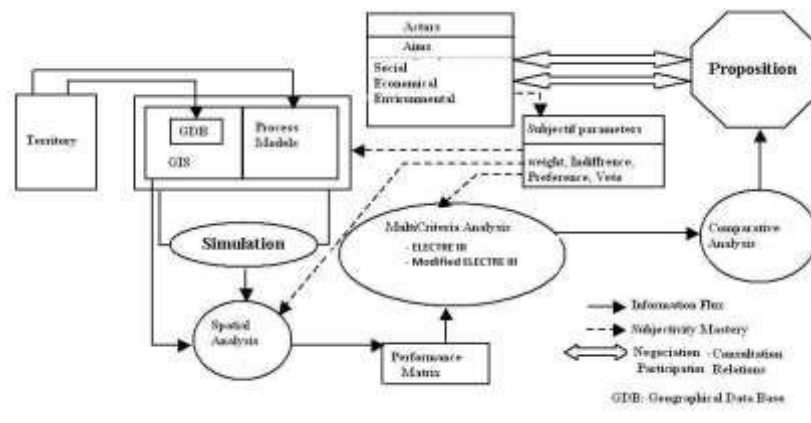 Actors
Aims
Social
Economical
Environmental
Proposition
Territory
GDB
GIS
Process
Models
Subjectif parameters
weight, Indiffrence,
Preference, Veto
Simulation
MultiCriteria Analysis
- ELECTRE III
- Modified ELECTRE III
Comparative
Analysis
Spatial
Analysis
Performance
Matrix
Information Flux
Subjectivity Mastery
Negociation - Consultation
Participation Relations
GDB: Geographical Data Base